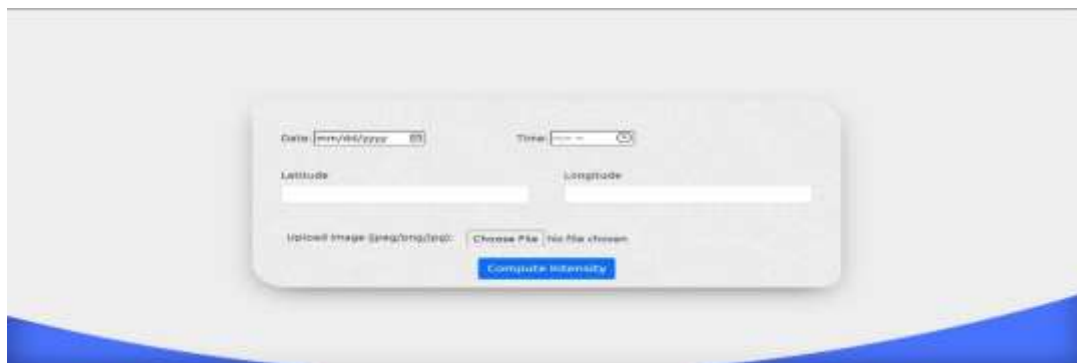 Date: mm/dd/yyyy Time: --:-- --
Latitude Longitude
Upload Image (jpeg/png/jpg): Choose File No file chosen
Compute Intensity